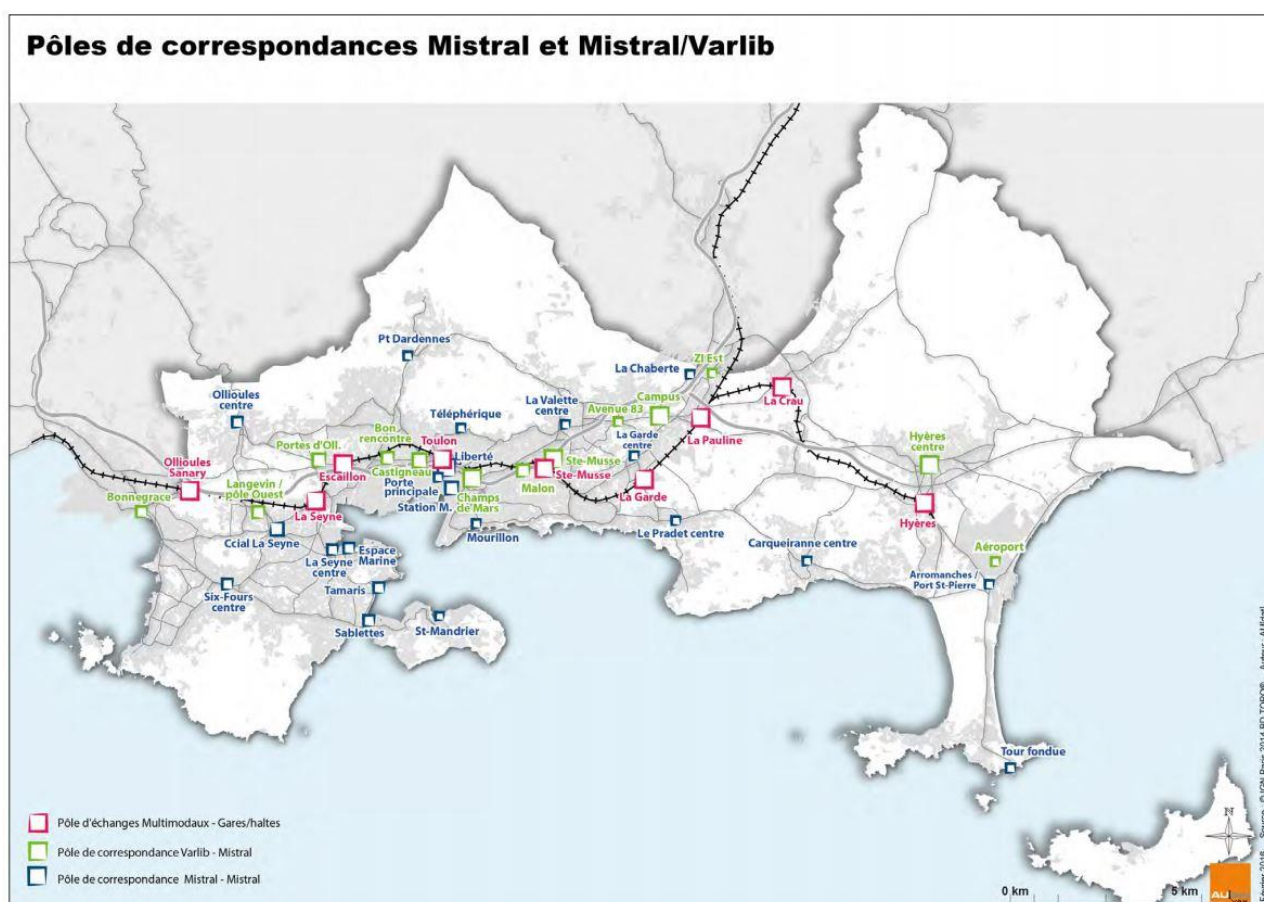 Pôles de correspondances Mistral et Mistral/Varlib
Pt Dardennes
La Chaberte
ZI Est
La Crau
Ollioules
centre
Téléphérique
La Valette
centre
Avenue 83
Campus
La Pauline
Portes d'Oll.
Bon
rencontre
Toulon
Liberté
La Garde
centre
Hyères
centre
Ollioules
Sanary
Escaillon
Castigneau
Porte
principale
Station M.
Champs
de Mars
Malon
Ste-Musse
Ste-Musse
La Garde
Hyères
Bonnegrace
Langevin /
pôle Ouest
La Seyne
Mourillon
Le Pradet centre
Carqueiranne centre
Aéroport
Ccial La Seyne
La Seyne
centre
Espace
Marine
Arromanches /
Port St-Pierre
Six-Fours
centre
Tamaris
Sablettes
St-Mandrier
Tour fondue
Pôle d'échanges Multimodaux - Gares/haltes
Pôle de correspondance Varlib - Mistral
Pôle de correspondance Mistral - Mistral
N
0 km
5 km
Février 2016